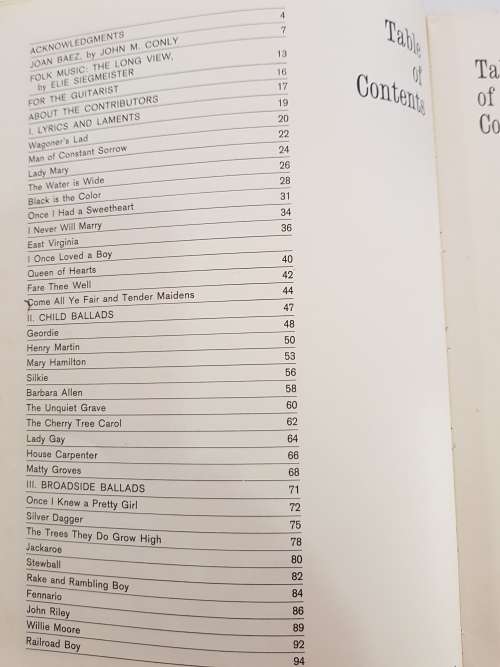 ACKNOWLEDGMENTS 4
JOAN BAEZ, by JOHN M. CONLY 7
FOLK MUSIC: THE LONG VIEW,
by ELIE SIEGMEISTER 13
FOR THE GUITARIST 16
ABOUT THE CONTRIBUTORS 17
I. LYRICS AND LAMENTS 19
Wagoner's Lad 20
Man of Constant Sorrow 22
Lady Mary 24
The Water is Wide 26
Black is the Color 28
Once I Had a Sweetheart 31
I Never Will Marry 34
East Virginia 36
I Once Loved a Boy
Queen of Hearts 40
Fare Thee Well 42
Come All Ye Fair and Tender Maidens 44
II. CHILD BALLADS 47
Geordie 48
Henry Martin 50
Mary Hamilton 53
Silkie 56
Barbara Allen 58
The Unquiet Grave 60
The Cherry Tree Carol 62
Lady Gay 64
House Carpenter 66
Matty Groves 68
III. BROADSIDE BALLADS 71
Once I Knew a Pretty Girl 72
Silver Dagger 75
The Trees They Do Grow High 78
Jackaroe 80
Stewball 82
Rake and Rambling Boy 84
Fennario 86
John Riley 89
Willie Moore 92
Railroad Boy 94
Table
of
Contents
Ta
of
Co